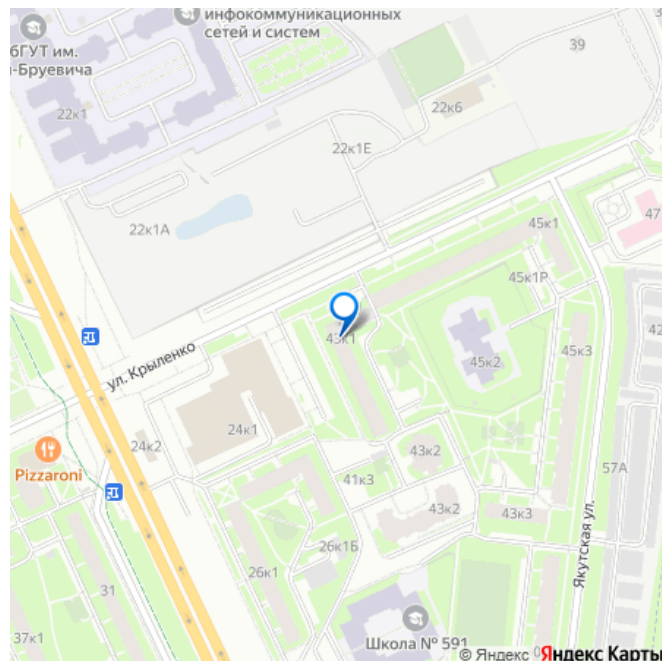 инфокоммуникационных
сетей и систем
бГУТ им.
-Бруевича
39
22к1
22к6
22к1Е
47
45к1
22к1А
45к1Р
43к1
42
45к3
45к2
ул. Крыленко
24к1
24к2
Pizzaroni
43к2
41к3
57А
43к2
43к3
26к1Б
26к1
Якутская ул.
31
37к1
Школа № 591
© Яндекс
Яндекс Карты